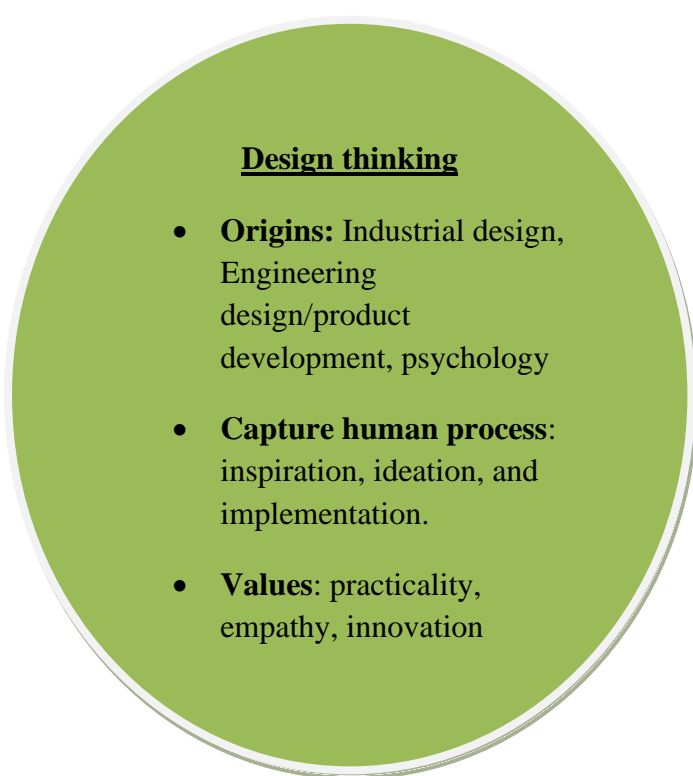 Design thinking
• Origins: Industrial design,
Engineering
design/product
development, psychology
• Capture human process:
inspiration, ideation, and
implementation.
• Values: practicality,
empathy, innovation